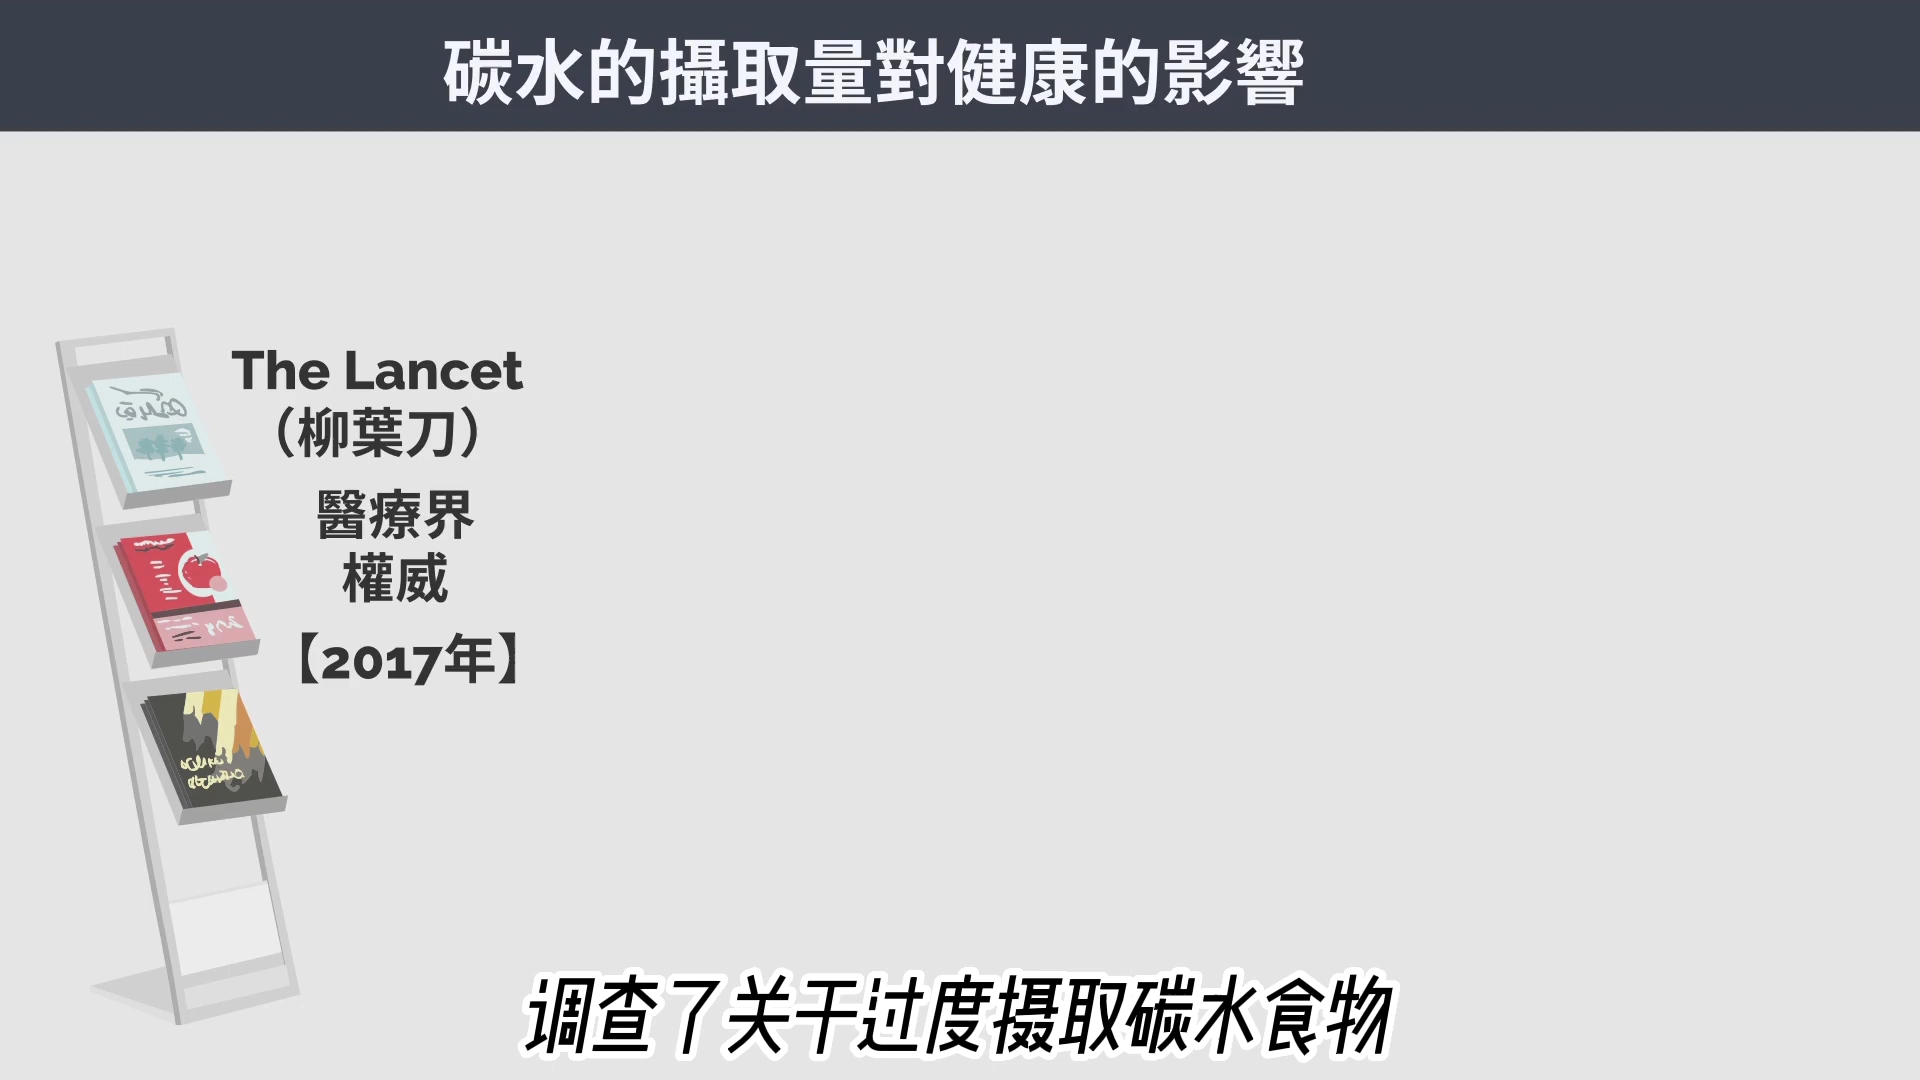 碳水的攝取量對健康的影響
The Lancet
（柳葉刀）
醫療界
權威
【2017年】
调查了关于过度摄取碳水食物